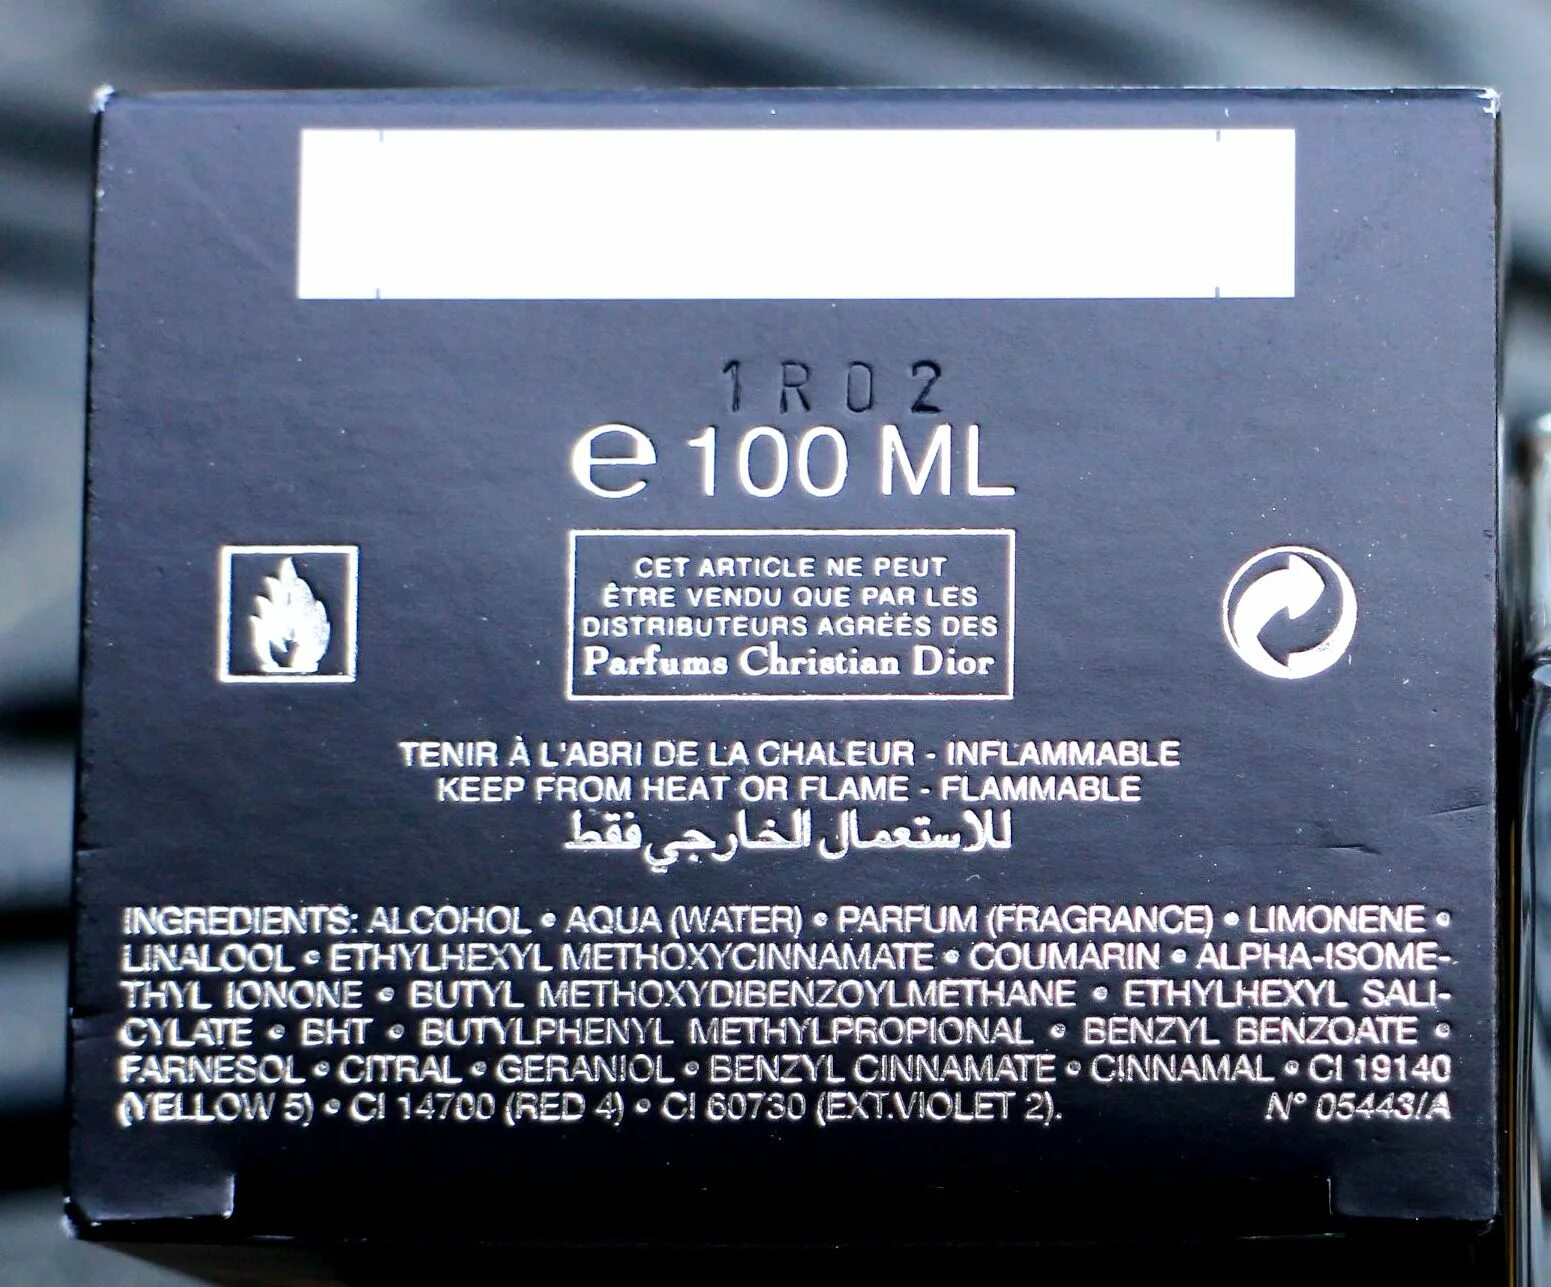 1R02
℮ 100 ML
CET ARTICLE NE PEUT
ÊTRE VENDU QUE PAR LES
DISTRIBUTEURS AGRÉÉS DES
Parfums Christian Dior
TENIR À L'ABRI DE LA CHALEUR - INFLAMMABLE
KEEP FROM HEAT OR FLAME - FLAMMABLE
للاستعمال الخارجي فقط
INGREDIENTS: ALCOHOL • AQUA (WATER) • PARFUM (FRAGRANCE) • LIMONENE •
LINALOOL • ETHYLHEXYL METHOXYCINNAMATE • COUMARIN • ALPHA-ISOME-
THYL IONONE • BUTYL METHOXYDIBENZOYLMETHANE • ETHYLHEXYL SALI-
CYLATE • BHT • BUTYLPHENYL METHYLPROPIONAL • BENZYL BENZOATE •
FARNESOL • CITRAL • GERANIOL • BENZYL CINNAMATE • CINNAMAL • CI 19140
(YELLOW 5) • CI 14700 (RED 4) • CI 60730 (EXT.VIOLET 2). N° 05443/A